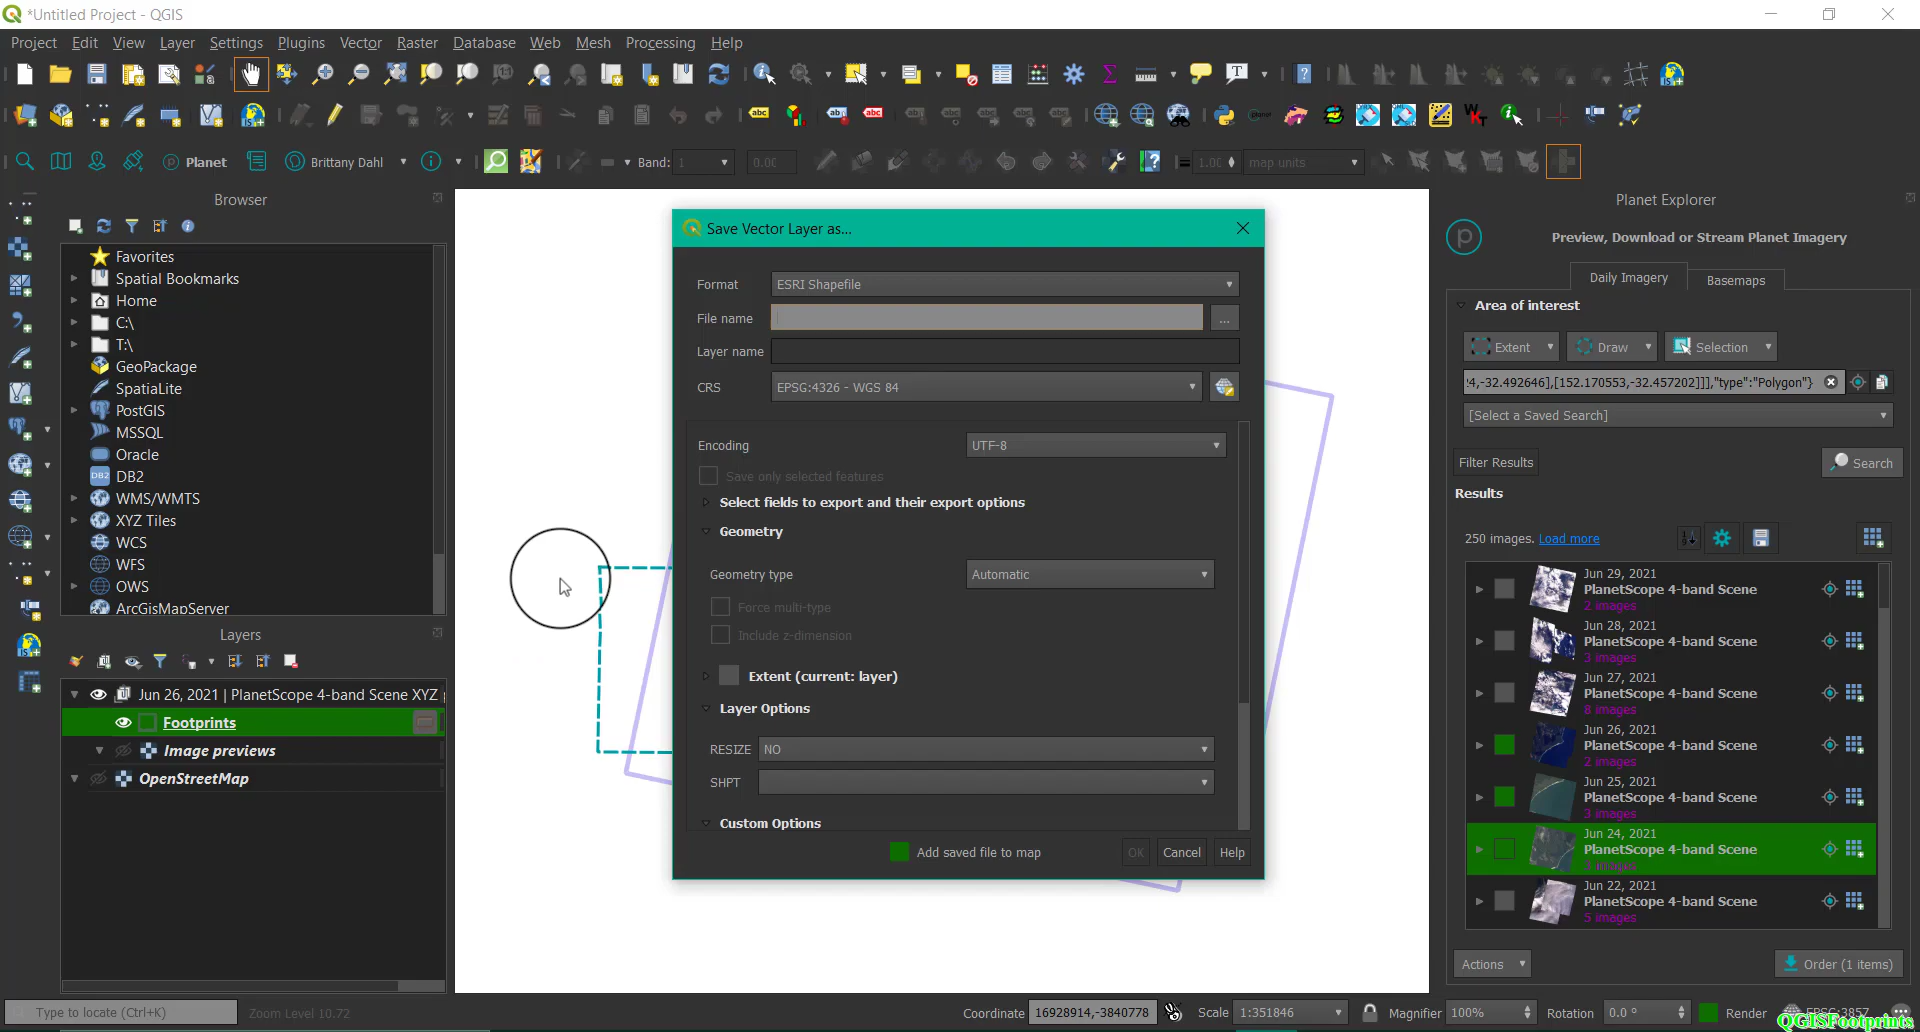 *Untitled Project - QGIS
Project Edit View Layer Settings Plugins Vector Raster Database Web Mesh Processing Help
Planet Brittany Dahl Band: 1 0.00 1.00 map units
Browser
Favorites
Spatial Bookmarks
Home
C:\
T:\
GeoPackage
SpatiaLite
PostGIS
MSSQL
Oracle
DB2
WMS/WMTS
XYZ Tiles
WCS
WFS
OWS
ArcGisMapServer
Layers
Jun 26, 2021 | PlanetScope 4-band Scene XYZ
Footprints
Image previews
OpenStreetMap
Save Vector Layer as...
Format ESRI Shapefile
File name ...
Layer name
CRS EPSG:4326 - WGS 84
Encoding UTF-8
Save only selected features
Select fields to export and their export options
Geometry
Geometry type Automatic
Force multi-type
Include z-dimension
Extent (current: layer)
Layer Options
RESIZE NO
SHPT
Custom Options
Add saved file to map OK Cancel Help
Planet Explorer
Preview, Download or Stream Planet Imagery
Daily Imagery Basemaps
Area of interest
Extent Draw Selection
4,-32.492646],[152.170553,-32.457202]]],"type":"Polygon"}
[Select a Saved Search]
Filter Results Search
Results
250 images. Load more
Jun 29, 2021
PlanetScope 4-band Scene
2 images
Jun 28, 2021
PlanetScope 4-band Scene
3 images
Jun 27, 2021
PlanetScope 4-band Scene
8 images
Jun 26, 2021
PlanetScope 4-band Scene
2 images
Jun 25, 2021
PlanetScope 4-band Scene
3 images
Jun 24, 2021
PlanetScope 4-band Scene
images
Jun 22, 2021
PlanetScope 4-band Scene
5 images
Actions Order (1 items)
Type to locate (Ctrl+K) Zoom Level 10.72 Coordinate 16928914,-3840778 Scale 1:351846 Magnifier 100% Rotation 0.0 ° Render EPSG:3857
QGISFootprints